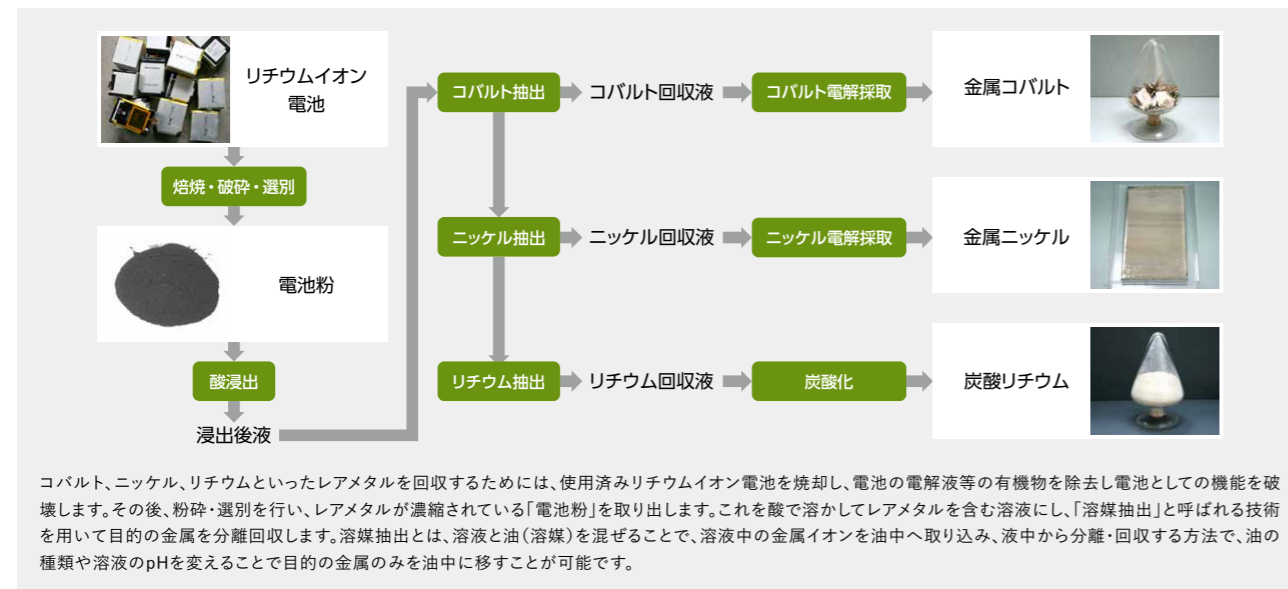 リチウムイオン
電池
焙焼・破砕・選別
電池粉
酸浸出
浸出後液
コバルト抽出
コバルト回収液
コバルト電解採取
金属コバルト
ニッケル抽出
ニッケル回収液
ニッケル電解採取
金属ニッケル
リチウム抽出
リチウム回収液
炭酸化
炭酸リチウム
コバルト、ニッケル、リチウムといったレアメタルを回収するためには、使用済みリチウムイオン電池を焼却し、電池の電解液等の有機物を除去し電池としての機能を破
壊します。その後、粉砕・選別を行い、レアメタルが濃縮されている「電池粉」を取り出します。これを酸で溶かしてレアメタルを含む溶液にし、「溶媒抽出」と呼ばれる技術
を用いて目的の金属を分離回収します。溶媒抽出とは、溶液と油（溶媒）を混ぜることで、溶液中の金属イオンを油中へ取り込み、液中から分離・回収する方法で、油の
種類や溶液のpHを変えることで目的の金属のみを油中に移すことが可能です。